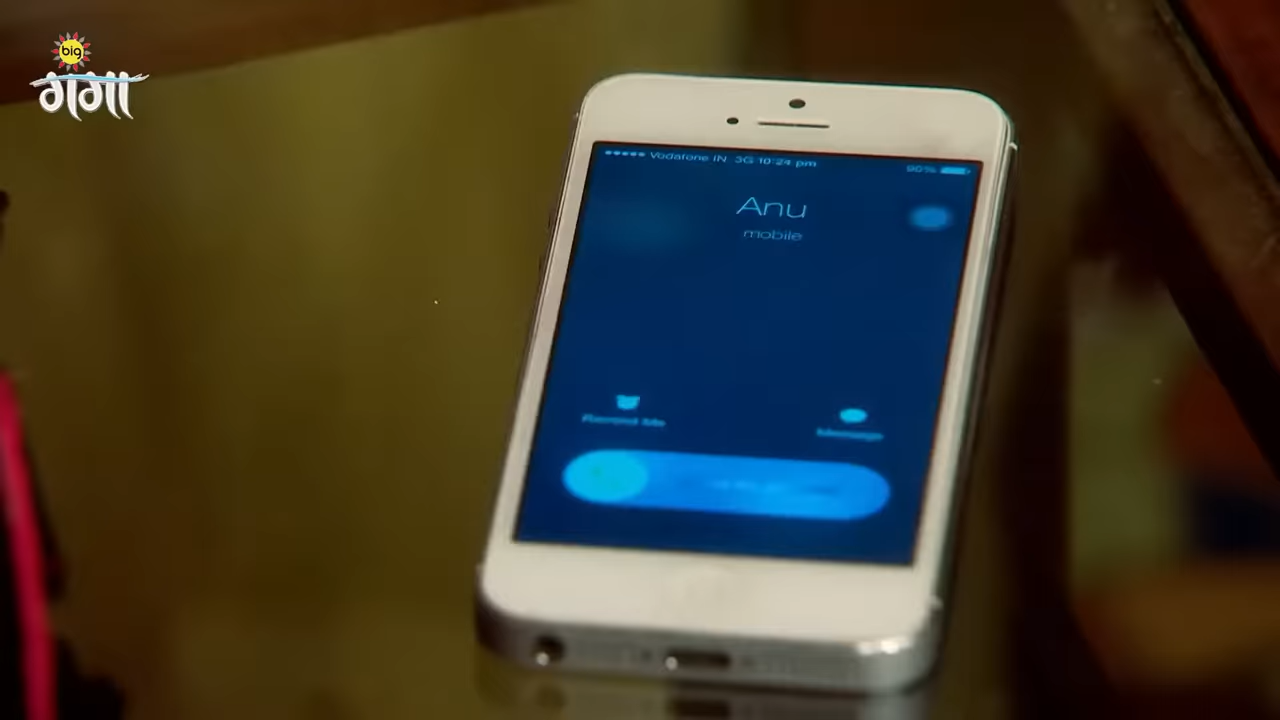 big
गंगा
Vodafone IN 3G 10:24 pm
90%
Anu
mobile
Remind Me
Message